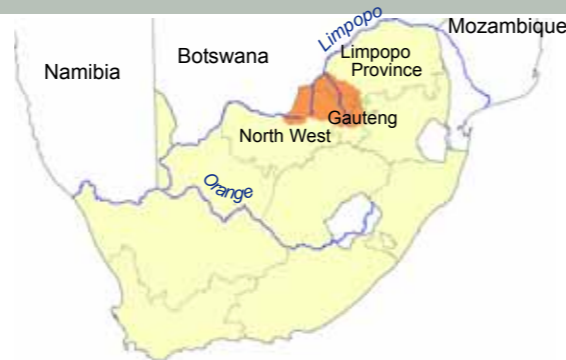 Mozambique
Limpopo
Botswana
Limpopo
Province
Namibia
Gauteng
North West
Orange